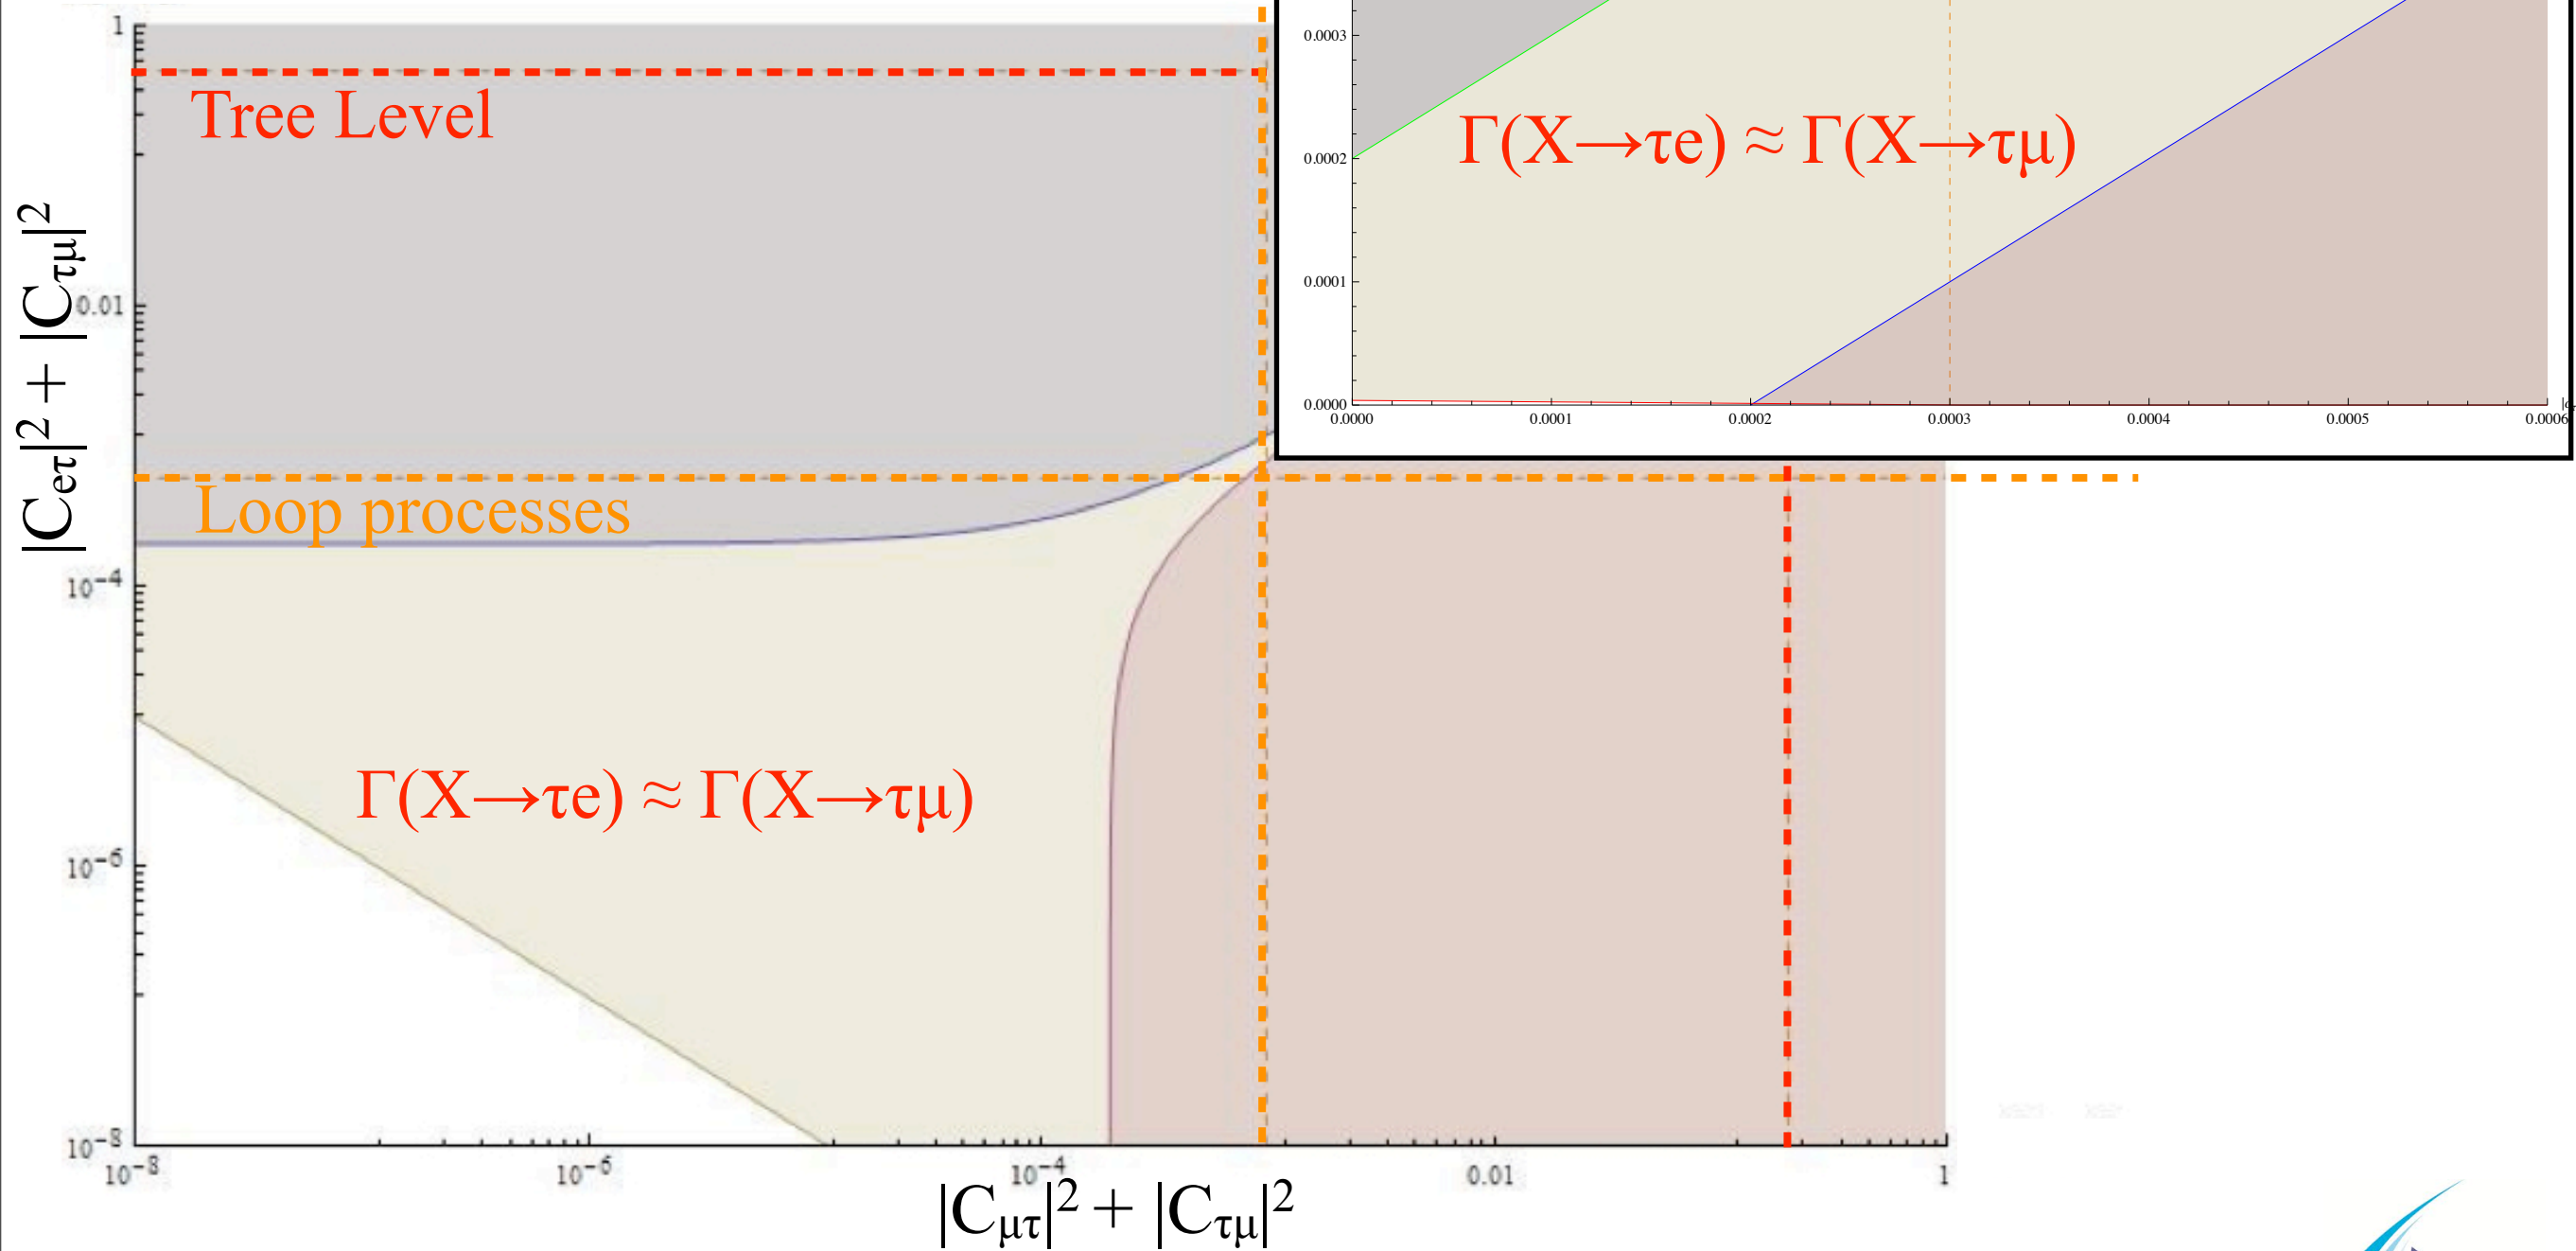 1
Tree Level
|Ceτ|² + |Cτμ|²
0.01
Loop processes
10⁻⁴
Γ(X→τe) ≈ Γ(X→τμ)
10⁻⁶
10⁻⁸
10⁻⁸ 10⁻⁶ 10⁻⁴ 0.01 1
|Cμτ|² + |Cτμ|²
0.0003
Γ(X→τe) ≈ Γ(X→τμ)
0.0002
0.0001
0.0000
0.0000 0.0001 0.0002 0.0003 0.0004 0.0005 0.0006